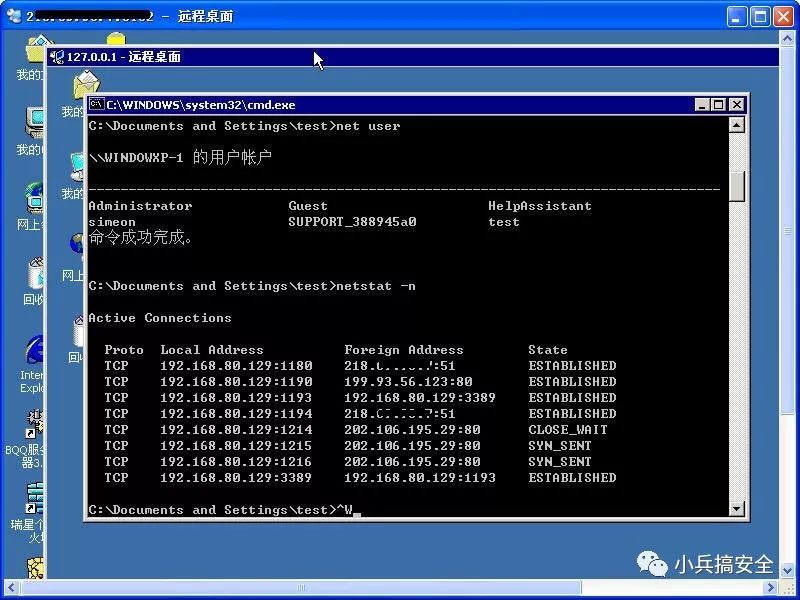 - 远程桌面
127.0.0.1 - 远程桌面
我的
我的
C:\WINDOWS\system32\cmd.exe
C:\Documents and Settings\test>net user
\\WINDOWXP-1 的用户帐户
-------------------------------------------------------------------------------
Administrator Guest HelpAssistant
simeon SUPPORT_388945a0 test
命令成功完成。
C:\Documents and Settings\test>netstat -n
Active Connections
Proto Local Address Foreign Address State
TCP 192.168.80.129:1180 218. :51 ESTABLISHED
TCP 192.168.80.129:1190 199.93.56.123:80 ESTABLISHED
TCP 192.168.80.129:1193 192.168.80.129:3389 ESTABLISHED
TCP 192.168.80.129:1194 218. :51 ESTABLISHED
TCP 192.168.80.129:1214 202.106.195.29:80 CLOSE_WAIT
TCP 192.168.80.129:1215 202.106.195.29:80 SYN_SENT
TCP 192.168.80.129:1216 202.106.195.29:80 SYN_SENT
TCP 192.168.80.129:3389 192.168.80.129:1193 ESTABLISHED
C:\Documents and Settings\test>^W_
我的
我的
网上
网上
回收
回
Inter
Explo
BQQ服务
器3.
瑞星个
火
小兵搞安全